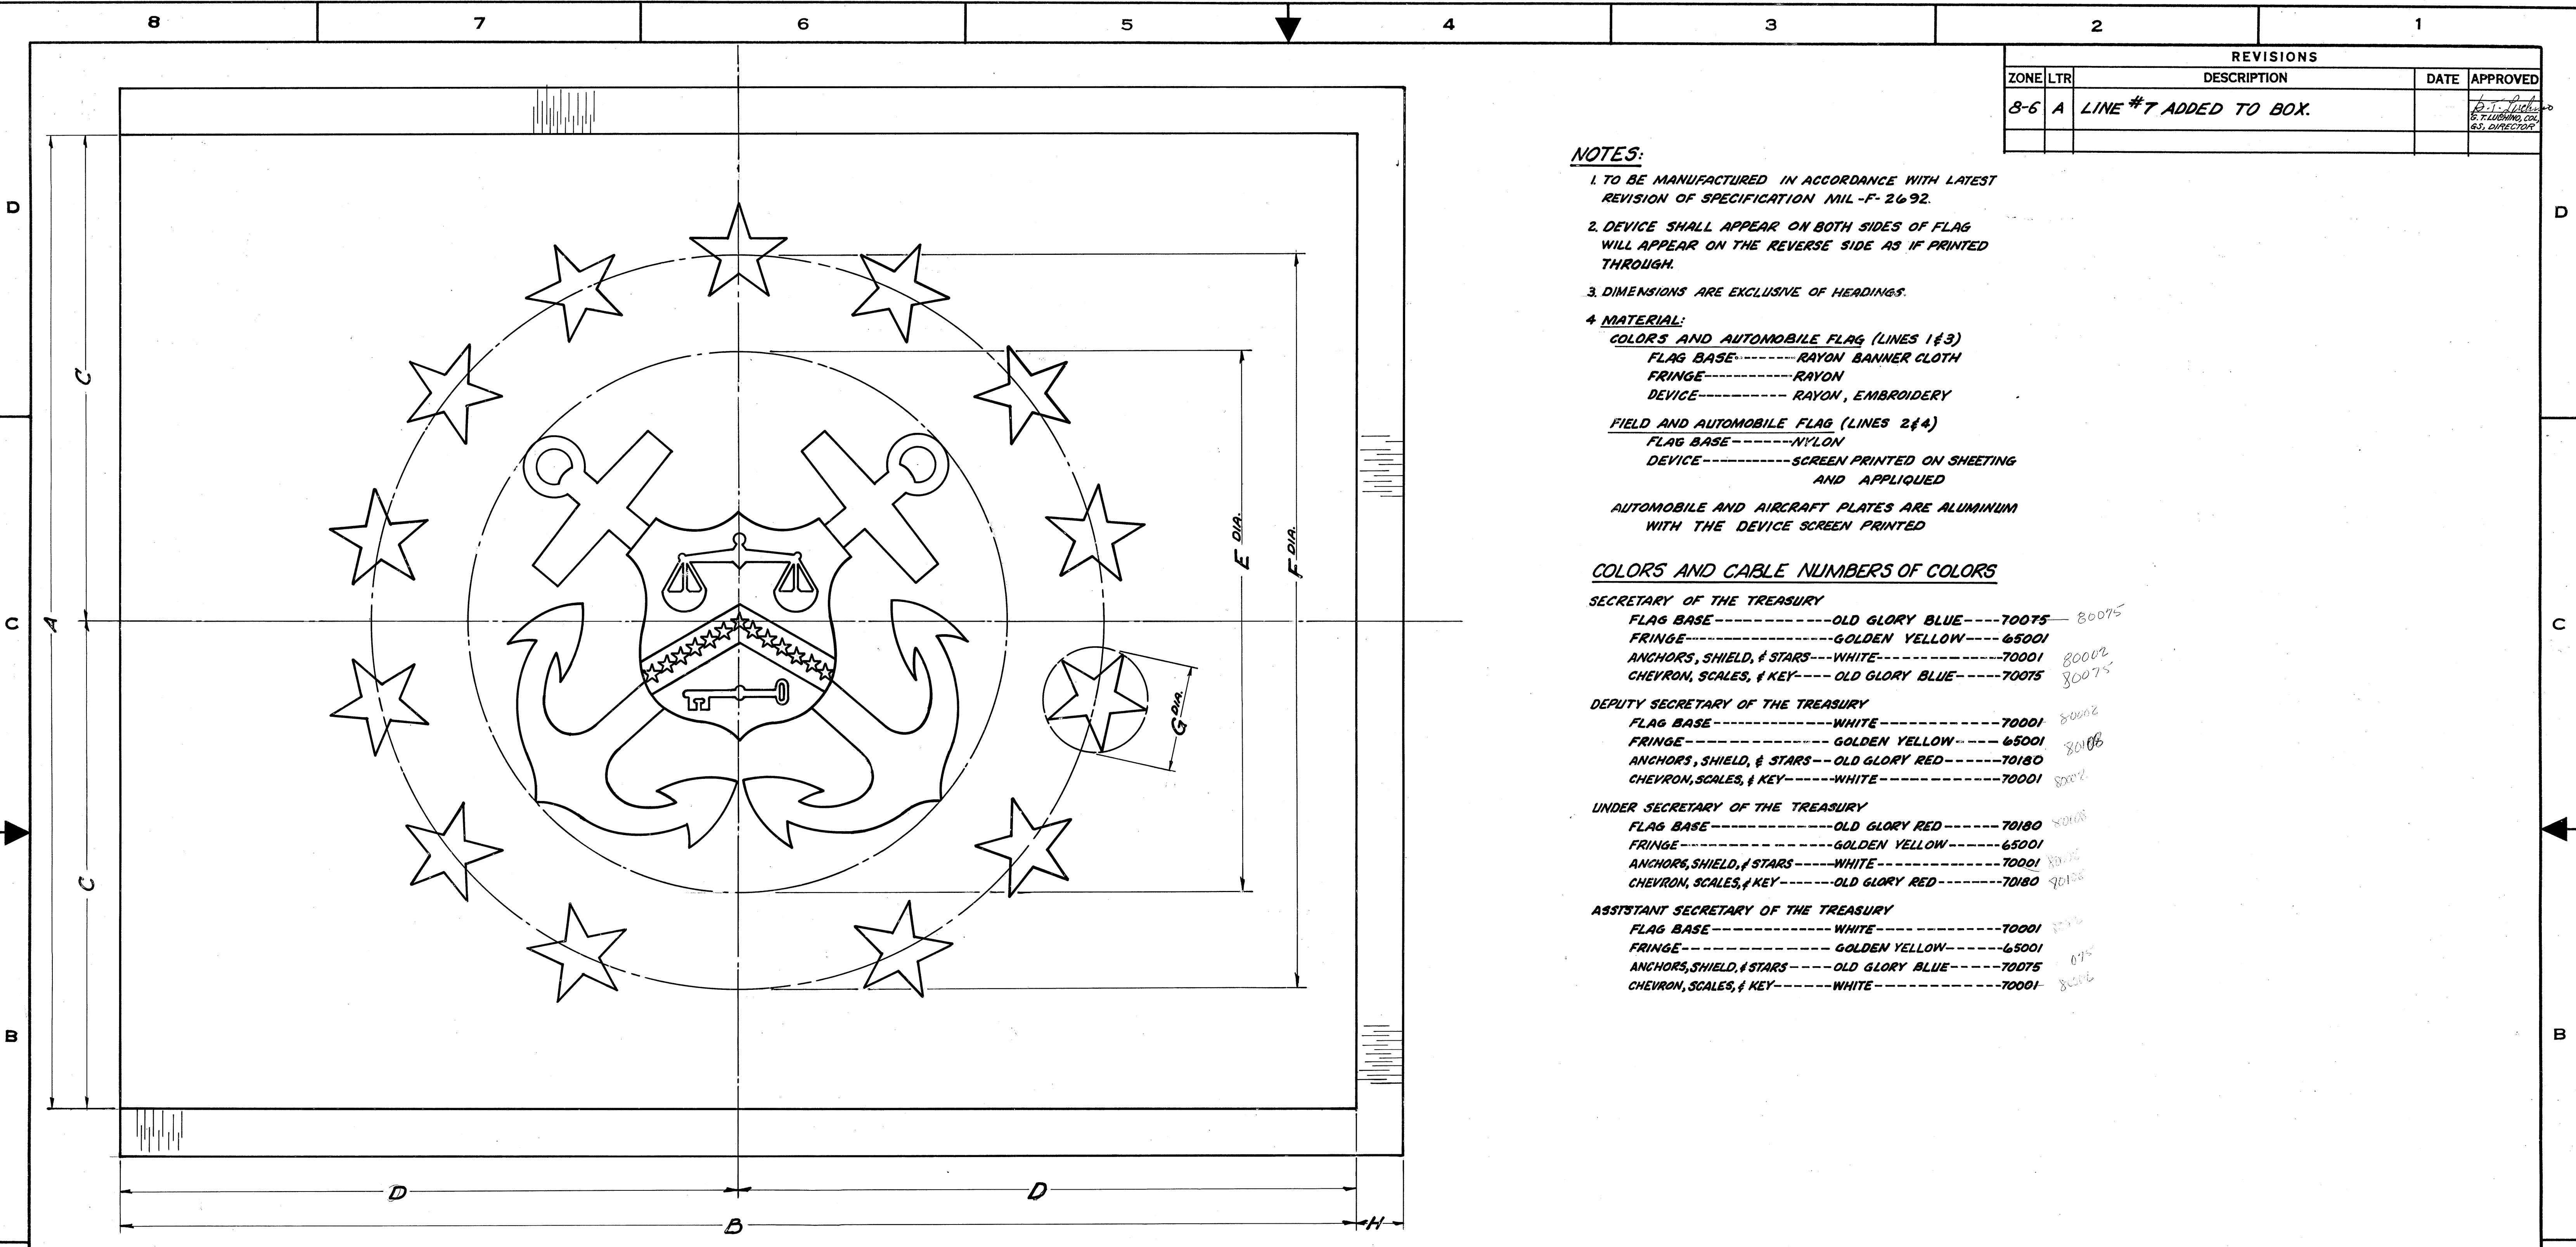 8 7 6 5 4 3 2 1
REVISIONS
ZONE LTR DESCRIPTION DATE APPROVED
8-6 A LINE #7 ADDED TO BOX.
G. T. LUCHINO, COL,
GS, DIRECTOR
D D
C C
B B
A
C
C
E DIA.
F DIA.
G DIA.
D D
B H
NOTES:
1. TO BE MANUFACTURED IN ACCORDANCE WITH LATEST
REVISION OF SPECIFICATION MIL-F-2692.
2. DEVICE SHALL APPEAR ON BOTH SIDES OF FLAG
WILL APPEAR ON THE REVERSE SIDE AS IF PRINTED
THROUGH.
3. DIMENSIONS ARE EXCLUSIVE OF HEADINGS.
4 MATERIAL:
COLORS AND AUTOMOBILE FLAG (LINES 1&3)
FLAG BASE-------RAYON BANNER CLOTH
FRINGE------------RAYON
DEVICE----------- RAYON, EMBROIDERY
FIELD AND AUTOMOBILE FLAG (LINES 2&4)
FLAG BASE-------NYLON
DEVICE-----------SCREEN PRINTED ON SHEETING
AND APPLIQUED
AUTOMOBILE AND AIRCRAFT PLATES ARE ALUMINUM
WITH THE DEVICE SCREEN PRINTED
COLORS AND CABLE NUMBERS OF COLORS
SECRETARY OF THE TREASURY
FLAG BASE-------------OLD GLORY BLUE----70075 80075
FRINGE-----------------GOLDEN YELLOW----65001
ANCHORS, SHIELD, & STARS---WHITE--------------70001 80002
CHEVRON, SCALES, & KEY---- OLD GLORY BLUE-----70075 80075
DEPUTY SECRETARY OF THE TREASURY
FLAG BASE-------------WHITE--------------70001 80002
FRINGE----------------- GOLDEN YELLOW-----65001
ANCHORS, SHIELD, & STARS--OLD GLORY RED------70180 80108
CHEVRON, SCALES, & KEY------WHITE--------------70001 80002
UNDER SECRETARY OF THE TREASURY
FLAG BASE-------------OLD GLORY RED------70180 80108
FRINGE-----------------GOLDEN YELLOW------65001
ANCHORS, SHIELD, & STARS-----WHITE--------------70001
CHEVRON, SCALES, & KEY-------OLD GLORY RED--------70180 80108
ASSISTANT SECRETARY OF THE TREASURY
FLAG BASE------------- WHITE--------------70001
FRINGE----------------- GOLDEN YELLOW------65001
ANCHORS, SHIELD, & STARS----OLD GLORY BLUE-----70075 075
CHEVRON, SCALES, & KEY-------WHITE--------------70001 80002